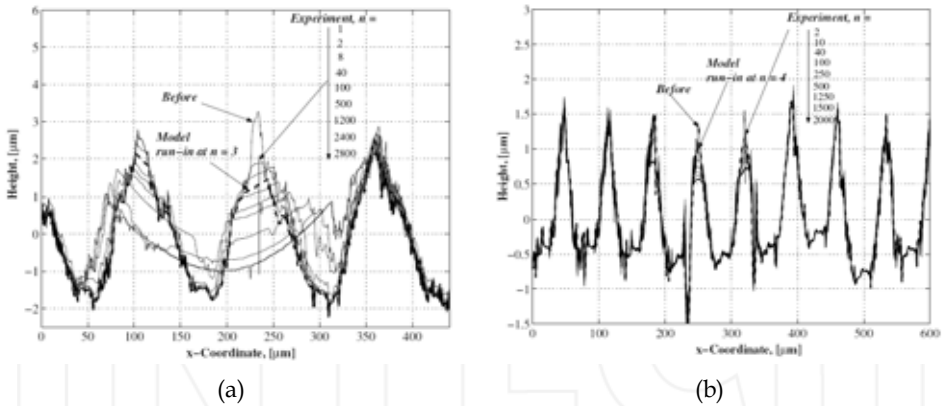 Experiment, n =
1
2
8
40
100
500
1200
2400
2800
Before
Model
run-in at n = 3
Height, [μm]
6
5
4
3
2
1
0
−1
−2
0 50 100 150 200 250 300 350 400
x−Coordinate, [μm]
(a)
Experiment, n =
2
10
40
100
250
500
1250
1500
2000
Model
run-in at n = 4
Before
Height, [μm]
3
2.5
2
1.5
1
0.5
0
−0.5
−1
−1.5
0 100 200 300 400 500 600
x−Coordinate, [μm]
(b)